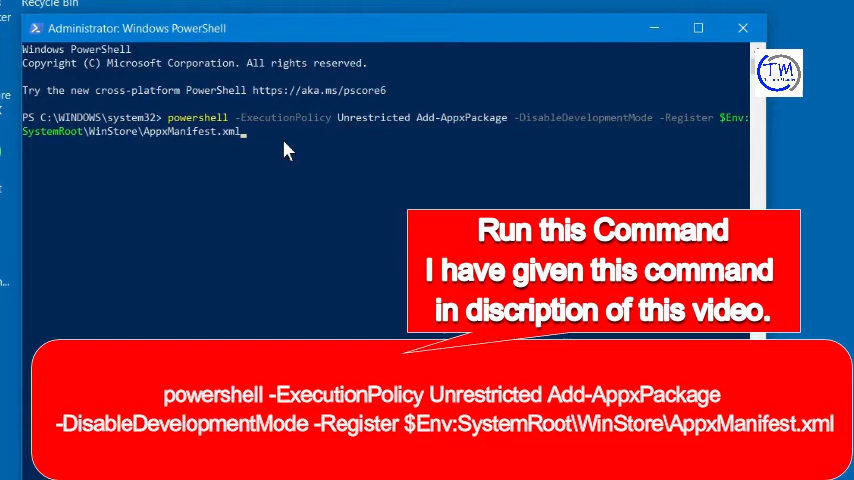 Recycle Bin
Administrator: Windows PowerShell
Windows PowerShell
Copyright (C) Microsoft Corporation. All rights reserved.
Try the new cross-platform PowerShell https://aka.ms/pscore6
PS C:\WINDOWS\system32> powershell -ExecutionPolicy Unrestricted Add-AppxPackage -DisableDevelopmentMode -Register $Env:
SystemRoot\WinStore\AppxManifest.xml
TM
Run this Command
I have given this command
in discription of this video.
powershell -ExecutionPolicy Unrestricted Add-AppxPackage
-DisableDevelopmentMode -Register $Env:SystemRoot\WinStore\AppxManifest.xml